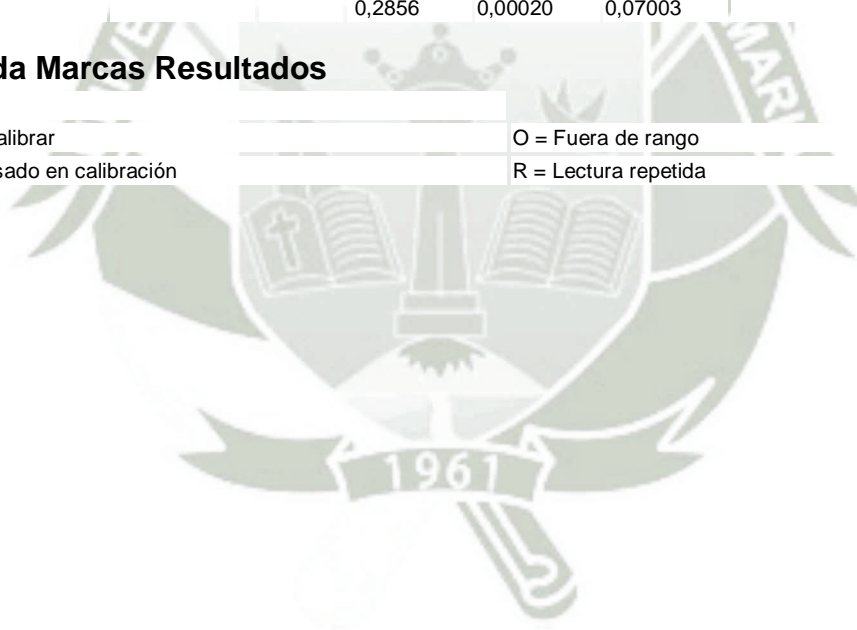 0,2856 0,00020 0,07003
da Marcas Resultados
alibrar O = Fuera de rango
sado en calibración R = Lectura repetida
1961